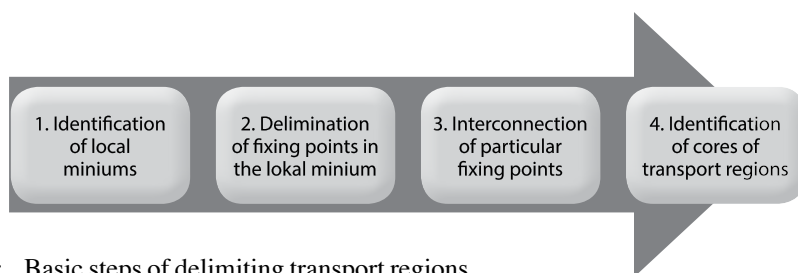 1. Identification
of local
miniums
2. Delimination
of fixing points in
the lokal minium
3. Interconnection
of particular
fixing points
4. Identification
of cores of
transport regions
Basic steps of delimiting transport regions